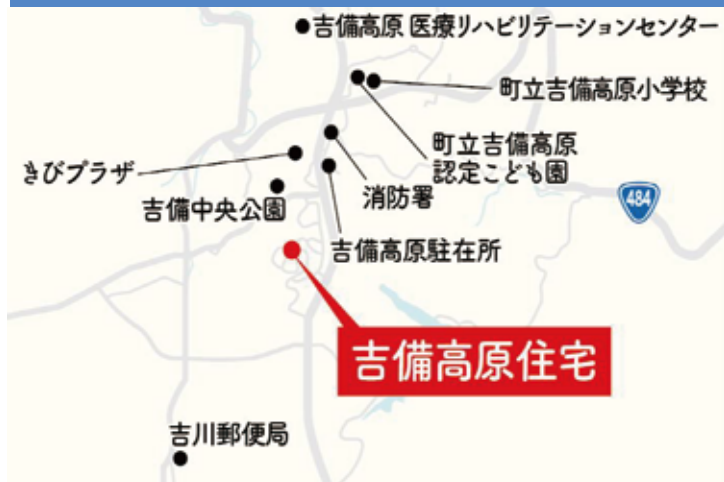 吉備高原 医療リハビリテーションセンター
町立吉備高原小学校
町立吉備高原
認定こども園
きびプラザ
消防署
吉備中央公園
484
吉備高原駐在所
吉備高原住宅
吉川郵便局